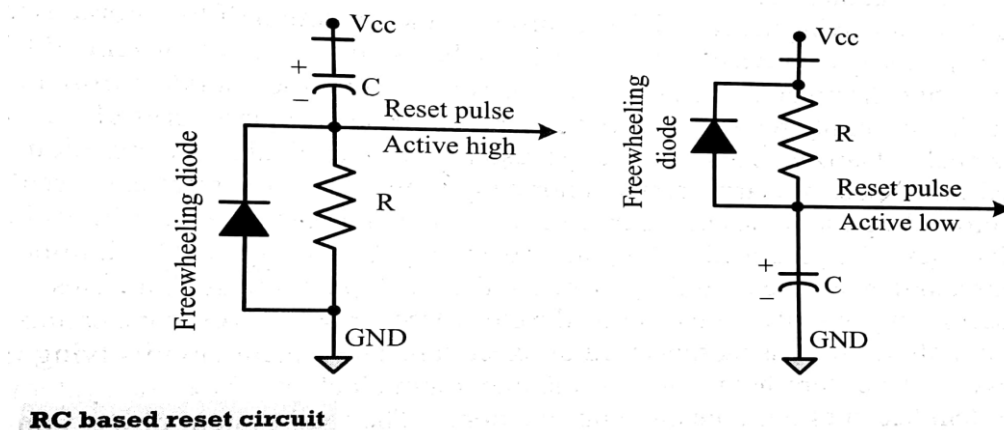 Vcc
+
−
C
Reset pulse
Active high
Freewheeling diode
R
GND
Vcc
Freewheeling
diode
R
Reset pulse
Active low
+
−
C
GND
RC based reset circuit